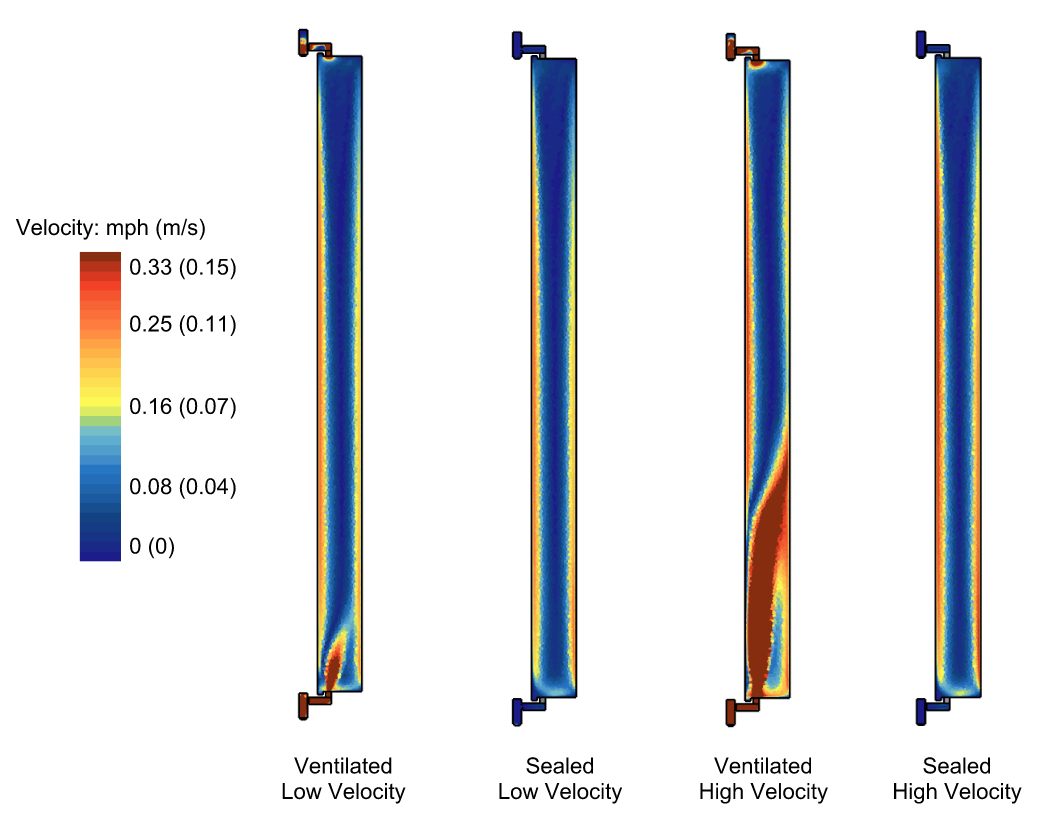 Velocity: mph (m/s)
0.33 (0.15)
0.25 (0.11)
0.16 (0.07)
0.08 (0.04)
0 (0)
Ventilated
Low Velocity
Sealed
Low Velocity
Ventilated
High Velocity
Sealed
High Velocity